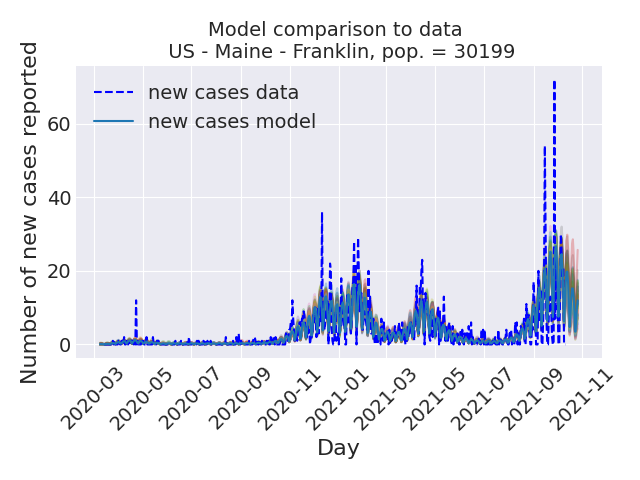 Model comparison to data
US - Maine - Franklin, pop. = 30199
new cases data
new cases model
Number of new cases reported
60
40
20
0
2020-03
2020-05
2020-07
2020-09
2020-11
2021-01
2021-03
2021-05
2021-07
2021-09
2021-11
Day